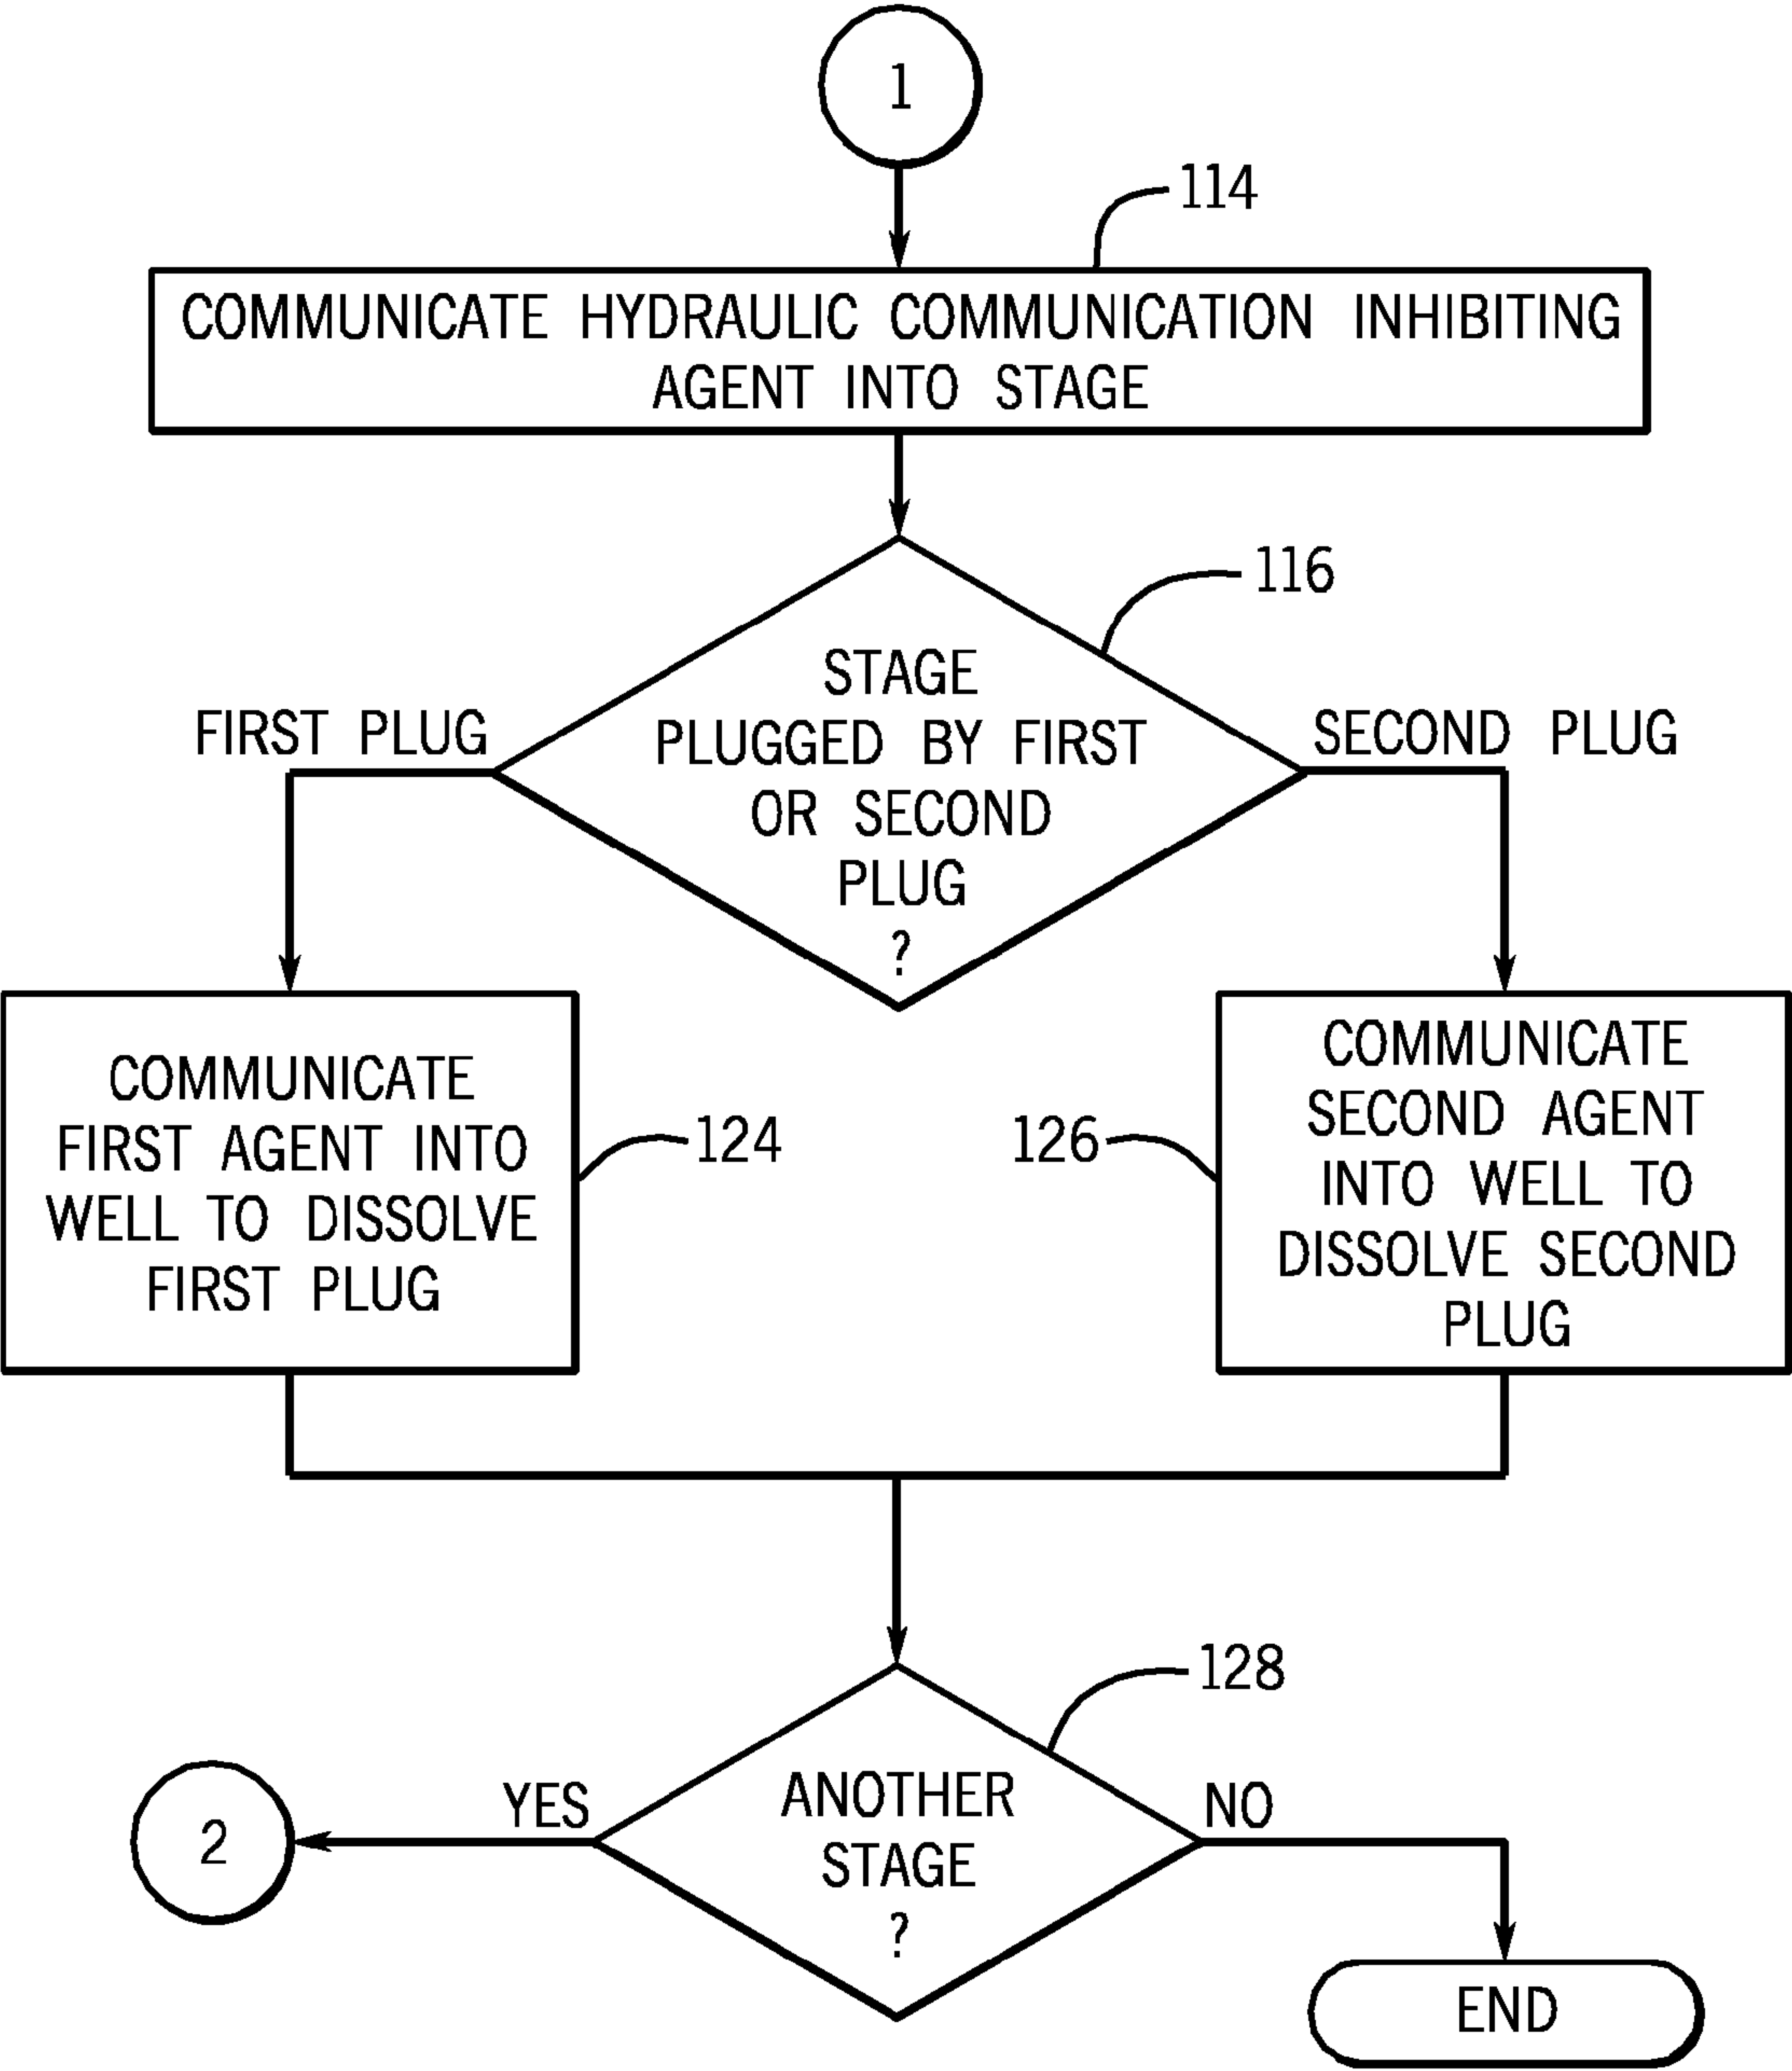 1
114
COMMUNICATE HYDRAULIC COMMUNICATION INHIBITING
AGENT INTO STAGE
116
STAGE
PLUGGED BY FIRST
OR SECOND
PLUG
?
FIRST PLUG
SECOND PLUG
COMMUNICATE
FIRST AGENT INTO
WELL TO DISSOLVE
FIRST PLUG
124
126
COMMUNICATE
SECOND AGENT
INTO WELL TO
DISSOLVE SECOND
PLUG
128
ANOTHER
STAGE
?
YES
NO
2
END